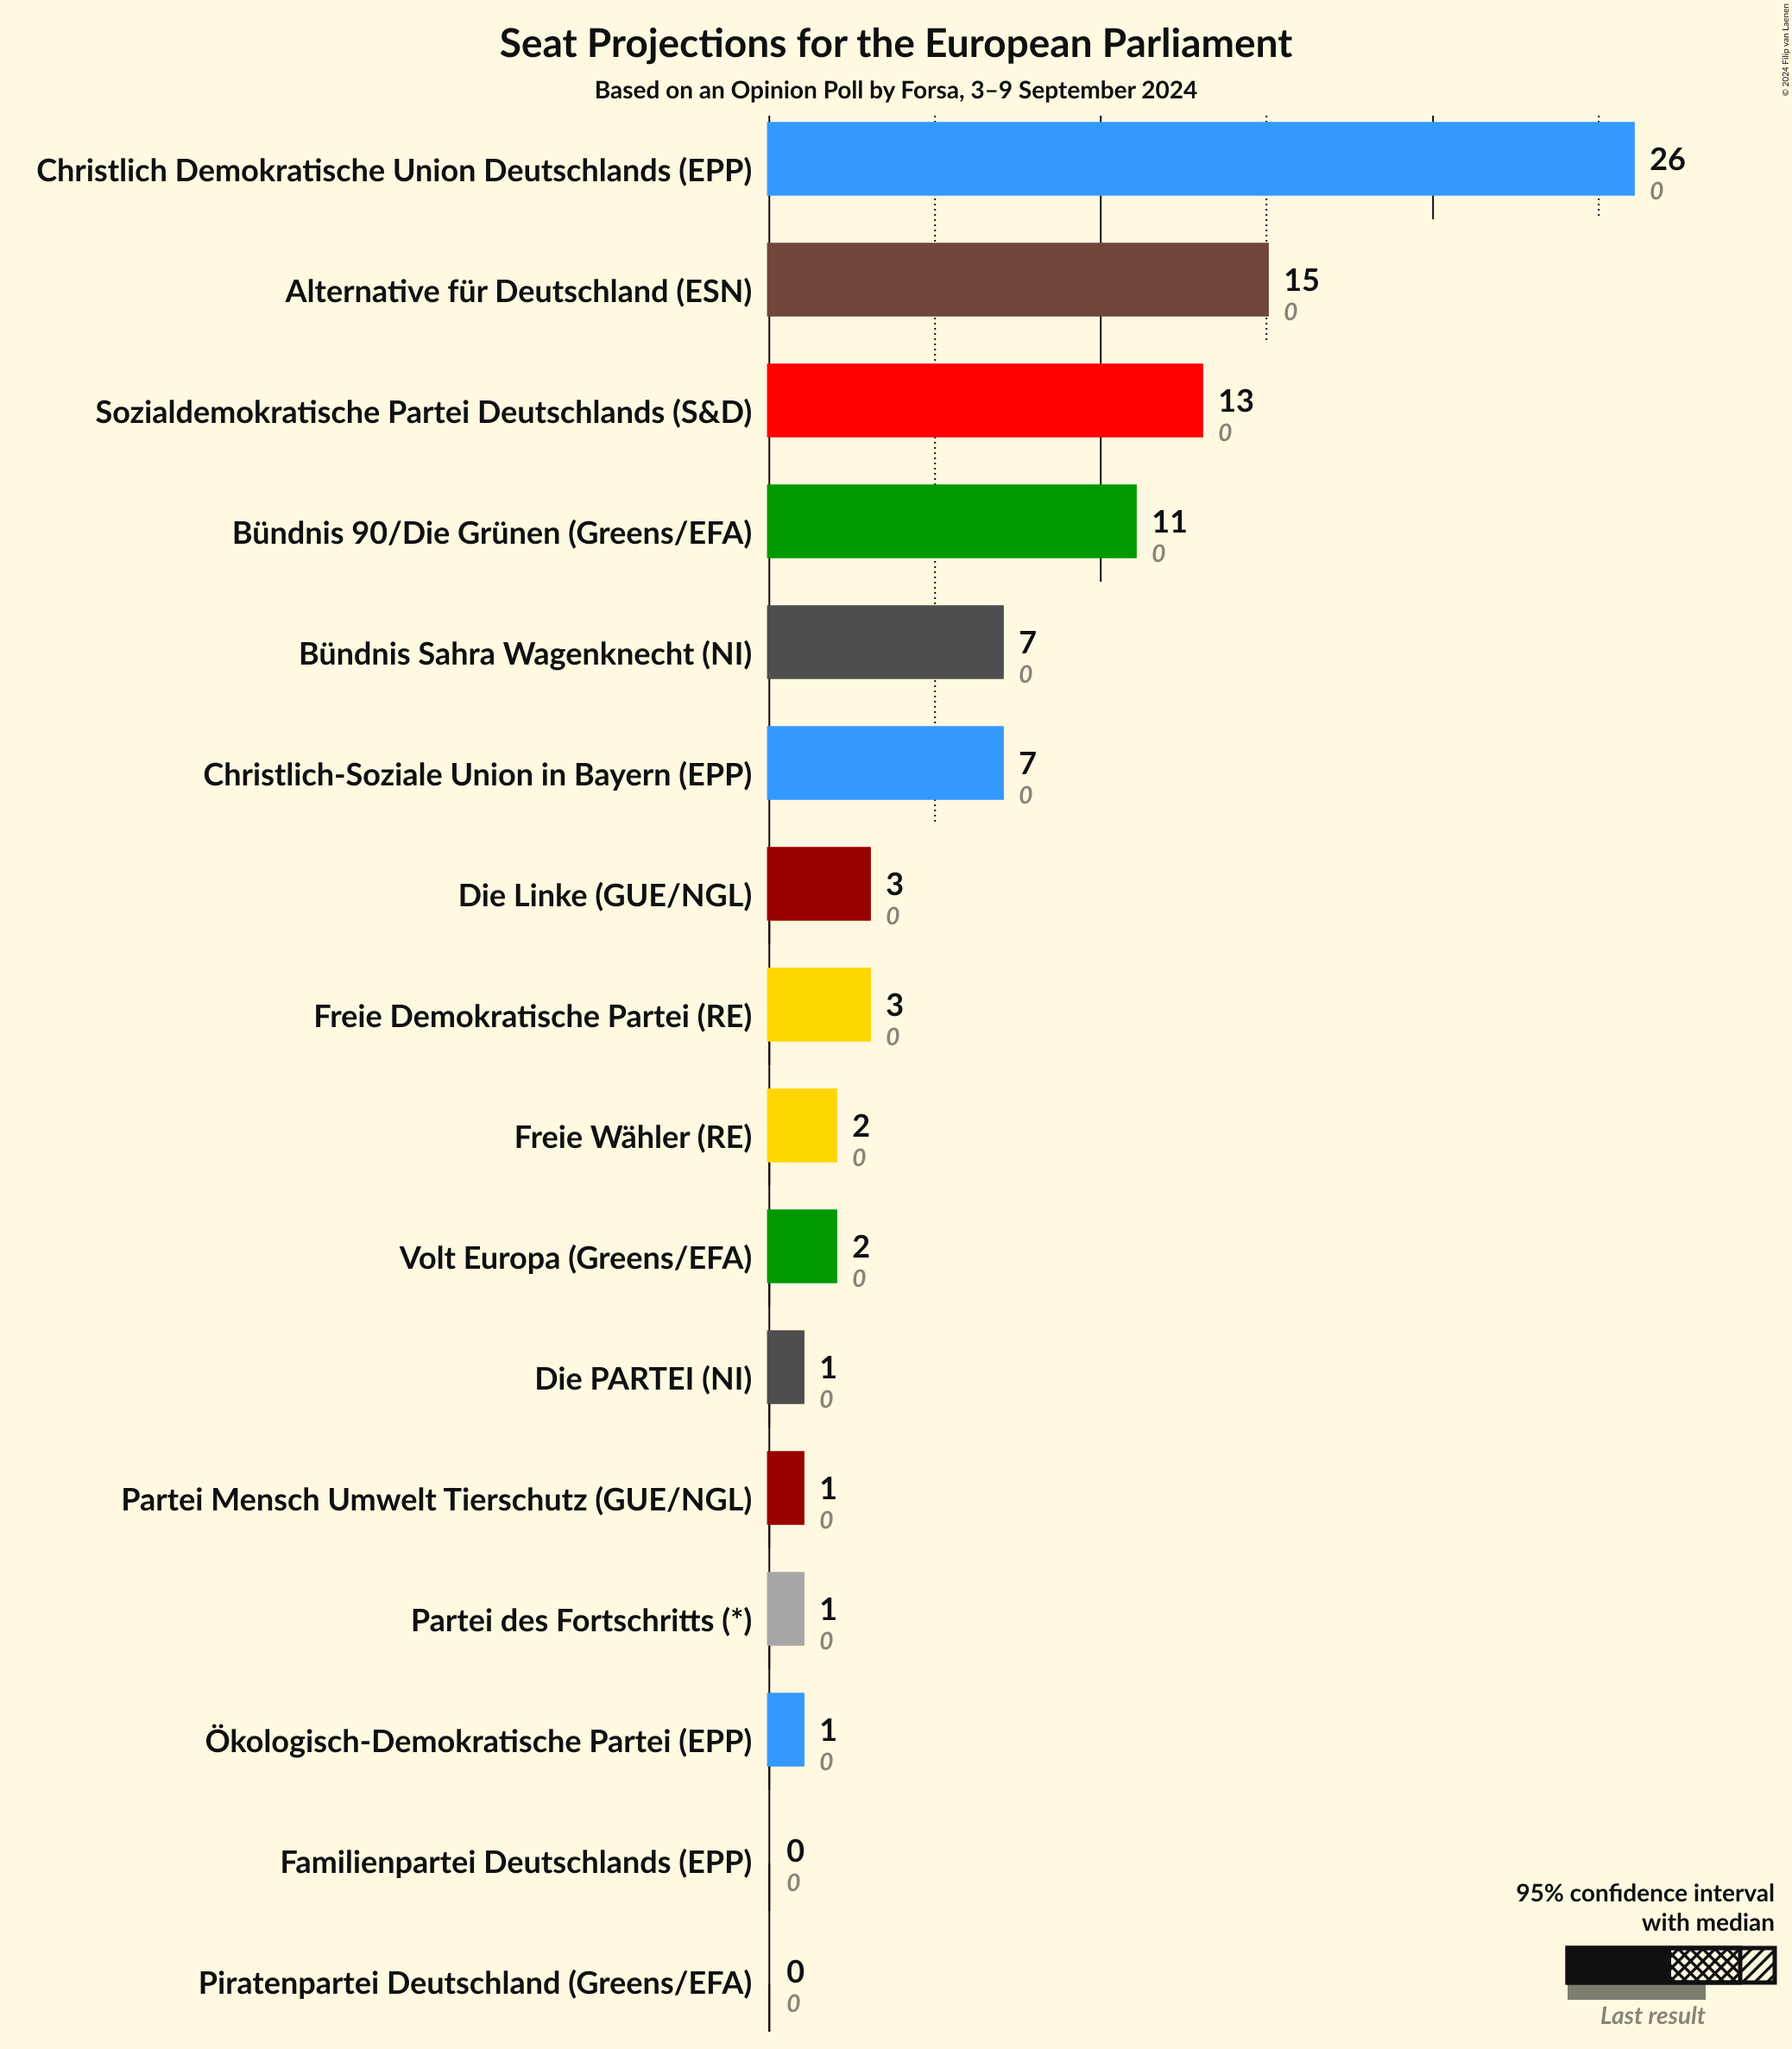 Seat Projections for the European Parliament
Based on an Opinion Poll by Forsa, 3–9 September 2024
© 2024 Filip van Laenen
Christlich Demokratische Union Deutschlands (EPP)
26
0
Alternative für Deutschland (ESN)
15
0
Sozialdemokratische Partei Deutschlands (S&D)
13
0
Bündnis 90/Die Grünen (Greens/EFA)
11
0
Bündnis Sahra Wagenknecht (NI)
7
0
Christlich-Soziale Union in Bayern (EPP)
7
0
Die Linke (GUE/NGL)
3
0
Freie Demokratische Partei (RE)
3
0
Freie Wähler (RE)
2
0
Volt Europa (Greens/EFA)
2
0
Die PARTEI (NI)
1
0
Partei Mensch Umwelt Tierschutz (GUE/NGL)
1
0
Partei des Fortschritts (*)
1
0
Ökologisch-Demokratische Partei (EPP)
1
0
Familienpartei Deutschlands (EPP)
0
0
Piratenpartei Deutschland (Greens/EFA)
0
0
95% confidence interval
with median
Last result